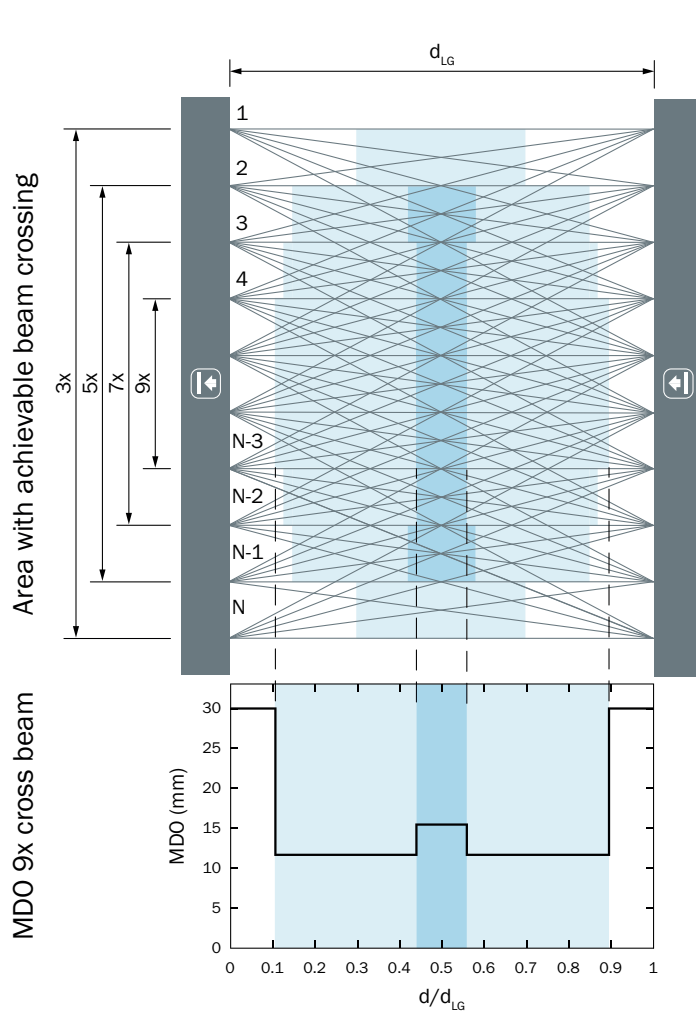 d_LG
1
2
3
4
N-3
N-2
N-1
N
3x
5x
7x
9x
Area with achievable beam crossing
MDO 9x cross beam
MDO (mm)
30
25
20
15
10
5
0
0 0.1 0.2 0.3 0.4 0.5 0.6 0.7 0.8 0.9 1
d/d_LG